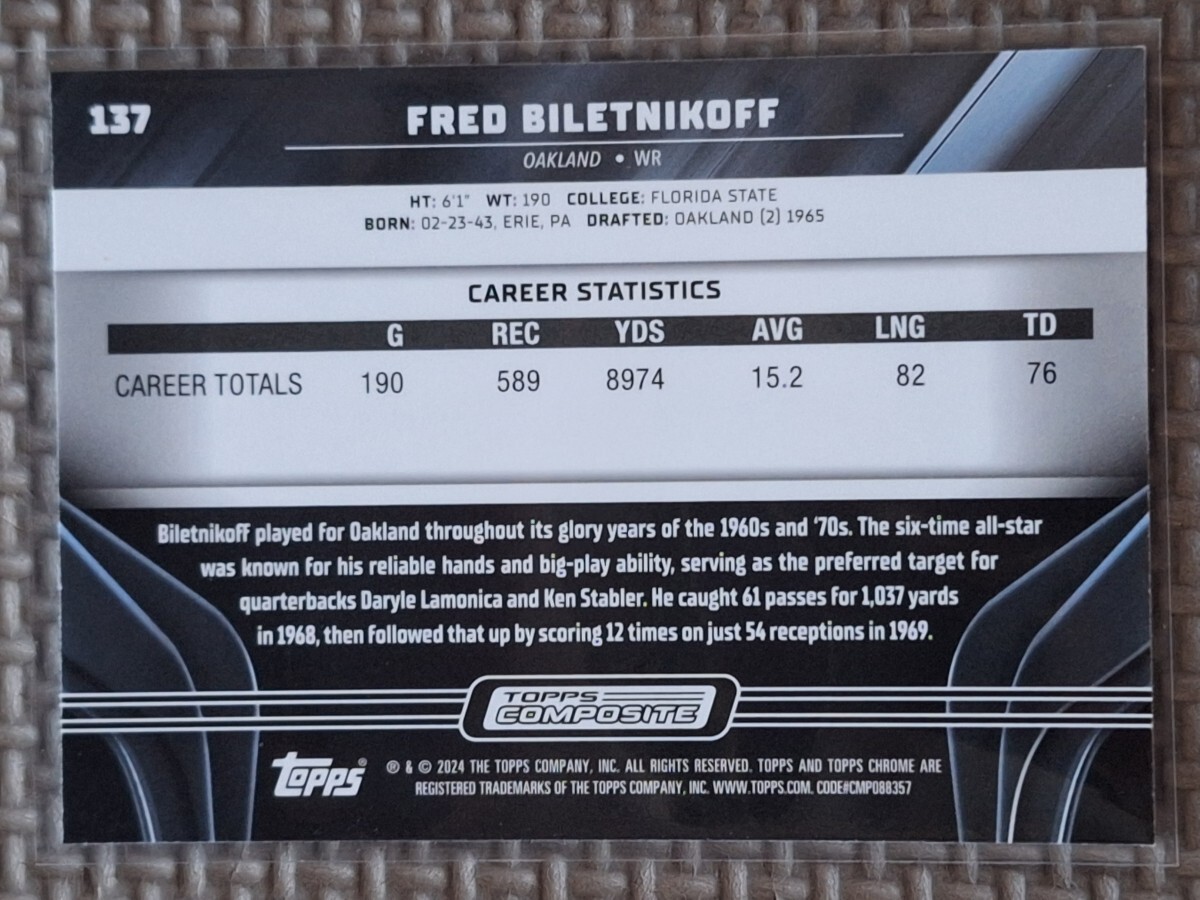 137
FRED BILETNIKOFF
OAKLAND • WR
HT: 6'1" WT: 190 COLLEGE: FLORIDA STATE
BORN: 02-23-43, ERIE, PA DRAFTED: OAKLAND (2) 1965
CAREER STATISTICS
G REC YDS AVG LNG TD
CAREER TOTALS 190 589 8974 15.2 82 76
Biletnikoff played for Oakland throughout its glory years of the 1960s and '70s. The six-time all-star
was known for his reliable hands and big-play ability, serving as the preferred target for
quarterbacks Daryle Lamonica and Ken Stabler. He caught 61 passes for 1,037 yards
in 1968, then followed that up by scoring 12 times on just 54 receptions in 1969.
TOPPS
COMPOSITE
Topps® ® & © 2024 THE TOPPS COMPANY, INC. ALL RIGHTS RESERVED. TOPPS AND TOPPS CHROME ARE
REGISTERED TRADEMARKS OF THE TOPPS COMPANY, INC. WWW.TOPPS.COM. CODE#CMP088357